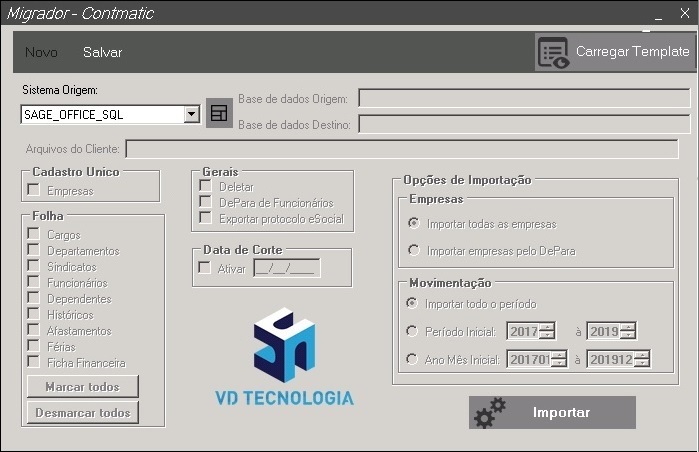 Migrador - Contmatic
_ X
Novo Salvar Carregar Template
Sistema Origem:
SAGE_OFFICE_SQL
Base de dados Origem:
Base de dados Destino:
Arquivos do Cliente:
Cadastro Unico
Empresas
Folha
Cargos
Departamentos
Sindicatos
Funcionários
Dependentes
Históricos
Afastamentos
Férias
Ficha Financeira
Marcar todos
Desmarcar todos
Gerais
Deletar
DePara de Funcionários
Exportar protocolo eSocial
Data de Corte
Ativar __/__/____
VD TECNOLOGIA
Opções de Importação
Empresas
Importar todas as empresas
Importar empresas pelo DePara
Movimentação
Importar todo o período
Período Inicial: 2017 à 2019
Ano Mês Inicial: 201701 à 201912
Importar